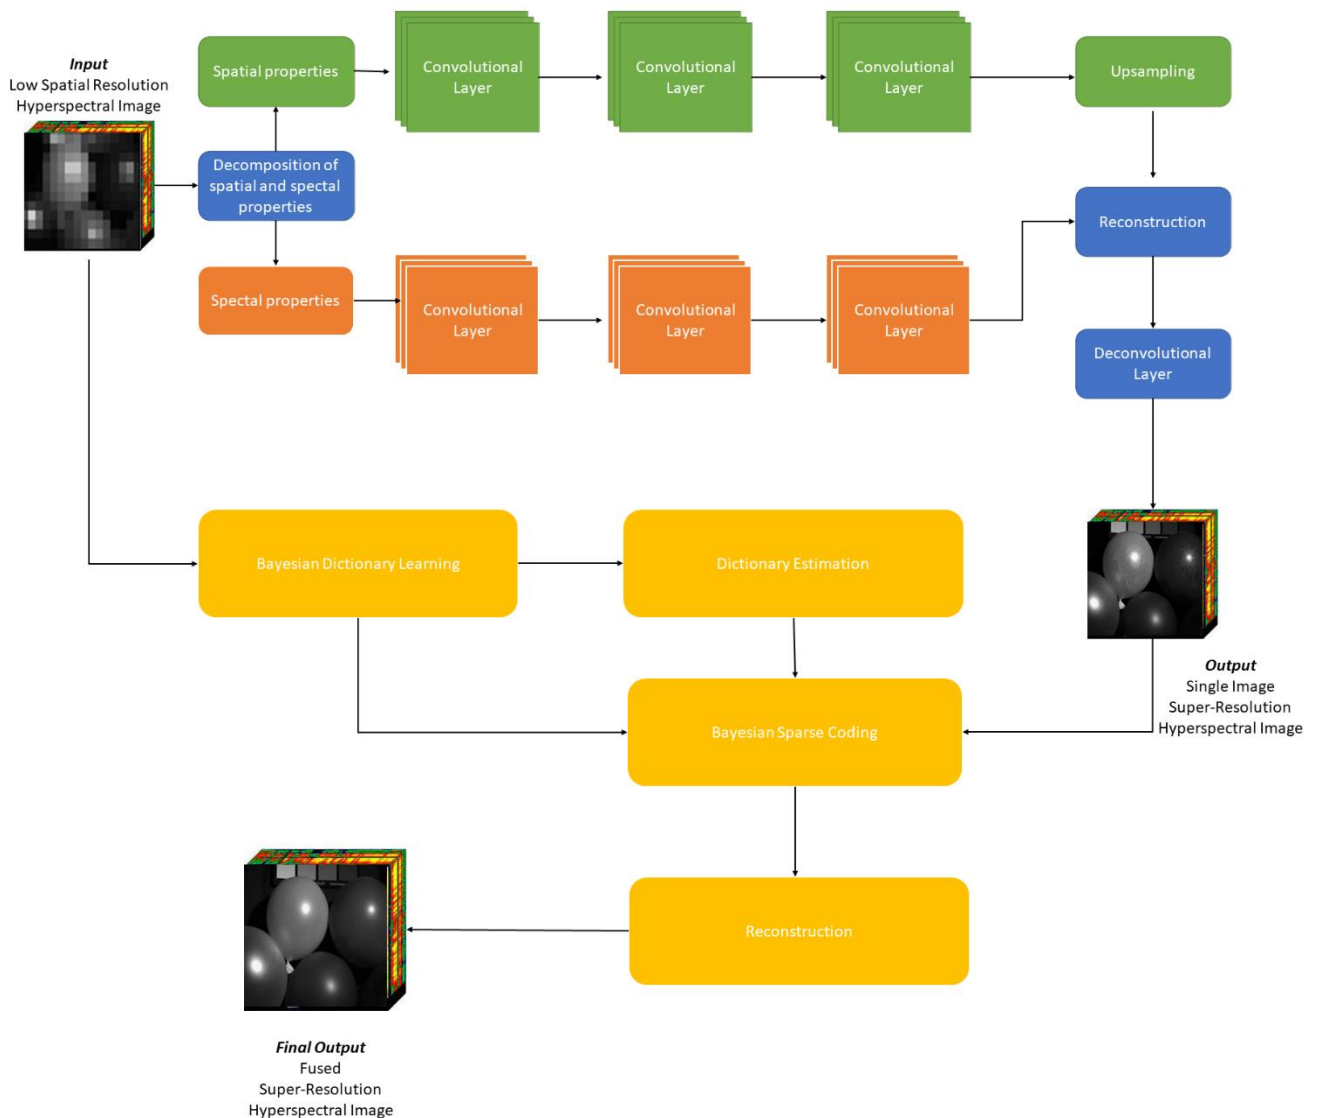 Input
Low Spatial Resolution
Hyperspectral Image
Spatial properties
Convolutional
Layer
Convolutional
Layer
Convolutional
Layer
Upsampling
Decomposition of
spatial and spectal
properties
Reconstruction
Spectal properties
Convolutional
Layer
Convolutional
Layer
Convolutional
Layer
Deconvolutional
Layer
Bayesian Dictionary Learning
Dictionary Estimation
Output
Single Image
Super-Resolution
Hyperspectral Image
Bayesian Sparse Coding
Reconstruction
Final Output
Fused
Super-Resolution
Hyperspectral Image